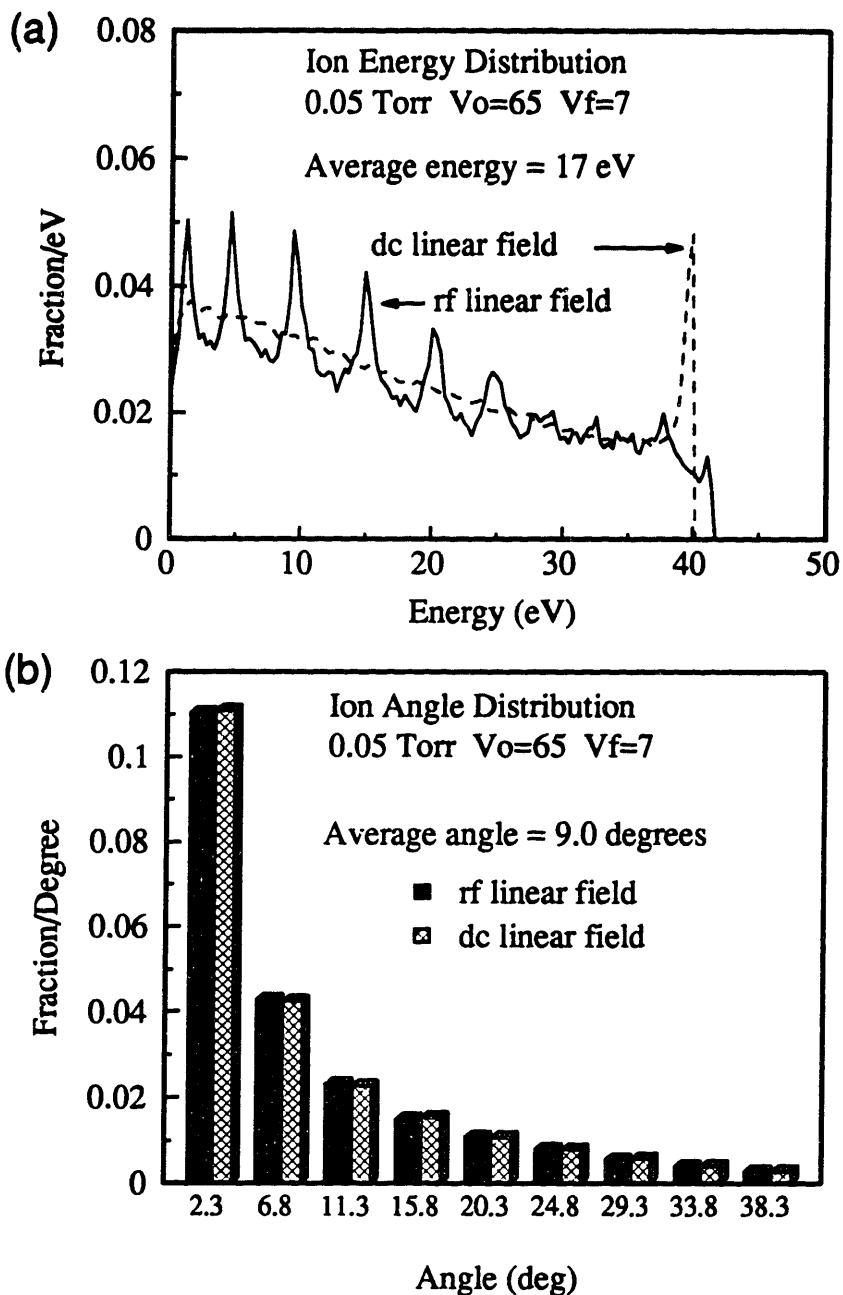 (a)
0.08
0.06
0.04
0.02
0
Fraction/eV
Ion Energy Distribution
0.05 Torr Vo=65 Vf=7
Average energy = 17 eV
dc linear field
rf linear field
0 10 20 30 40 50
Energy (eV)
(b)
0.12
0.1
0.08
0.06
0.04
0.02
0
Fraction/Degree
Ion Angle Distribution
0.05 Torr Vo=65 Vf=7
Average angle = 9.0 degrees
rf linear field
dc linear field
2.3 6.8 11.3 15.8 20.3 24.8 29.3 33.8 38.3
Angle (deg)